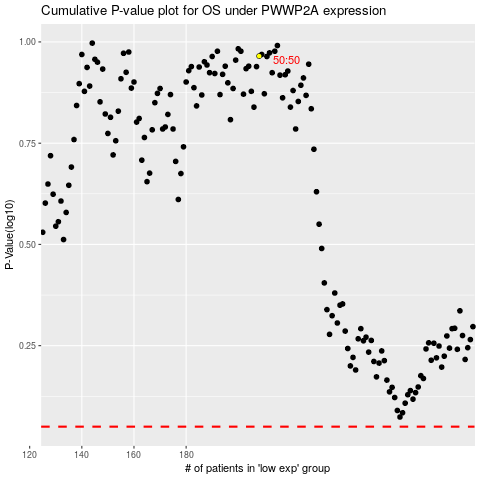 Cumulative P-value plot for OS under PWWP2A expression
P-Value(log10)
1.00
0.75
0.50
0.25
50:50
120 140 160 180
# of patients in 'low exp' group